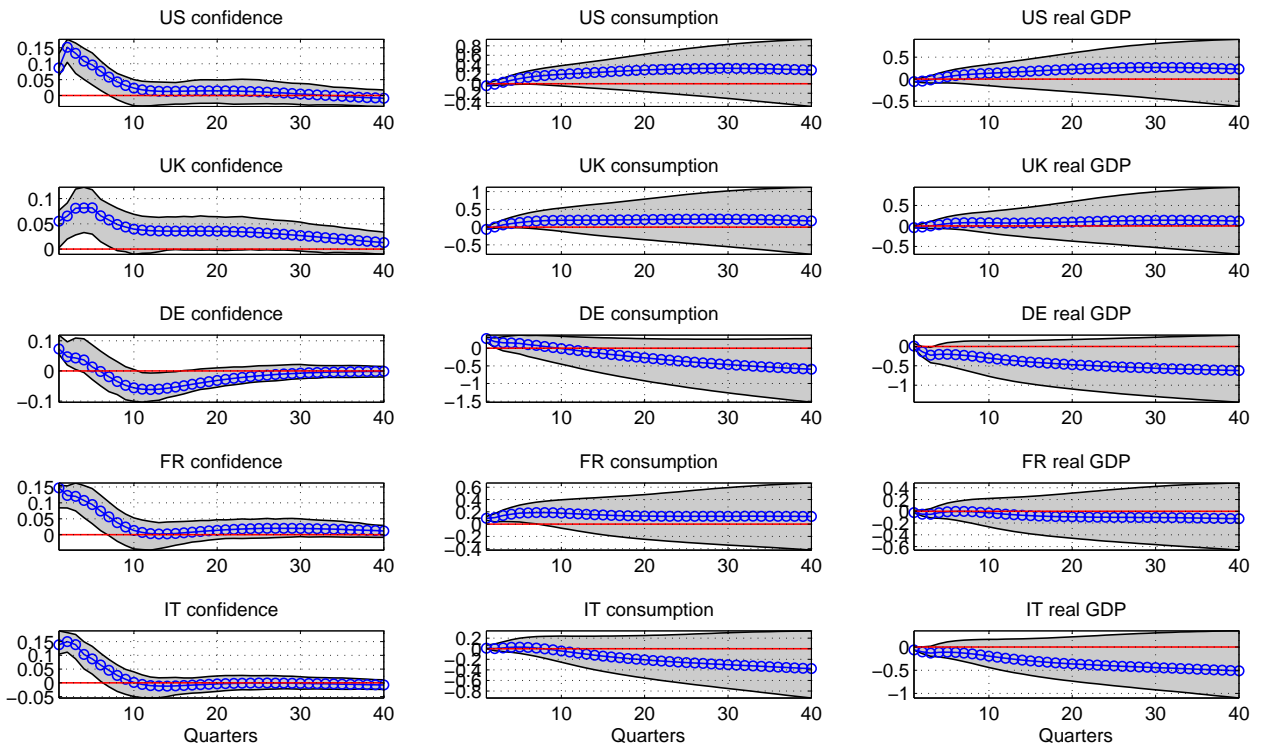 US confidence
0.15
0.1
0.05
0
10 20 30 40
US consumption
0.8
0.6
0.4
0.2
0
−0.2
−0.4
10 20 30 40
US real GDP
0.5
0
−0.5
10 20 30 40
UK confidence
0.1
0.05
0
10 20 30 40
UK consumption
1
0.5
0
−0.5
10 20 30 40
UK real GDP
0.5
0
−0.5
10 20 30 40
DE confidence
0.1
0
−0.1
10 20 30 40
DE consumption
0
−0.5
−1
−1.5
10 20 30 40
DE real GDP
0
−0.5
−1
10 20 30 40
FR confidence
0.15
0.1
0.05
0
10 20 30 40
FR consumption
0.6
0.4
0.2
0
−0.2
−0.4
10 20 30 40
FR real GDP
0.4
0.2
0
−0.2
−0.4
−0.6
10 20 30 40
IT confidence
0.15
0.1
0.05
0
−0.05
10 20 30 40
Quarters
IT consumption
0.2
0
−0.2
−0.4
−0.6
−0.8
10 20 30 40
Quarters
IT real GDP
0
−0.5
−1
10 20 30 40
Quarters